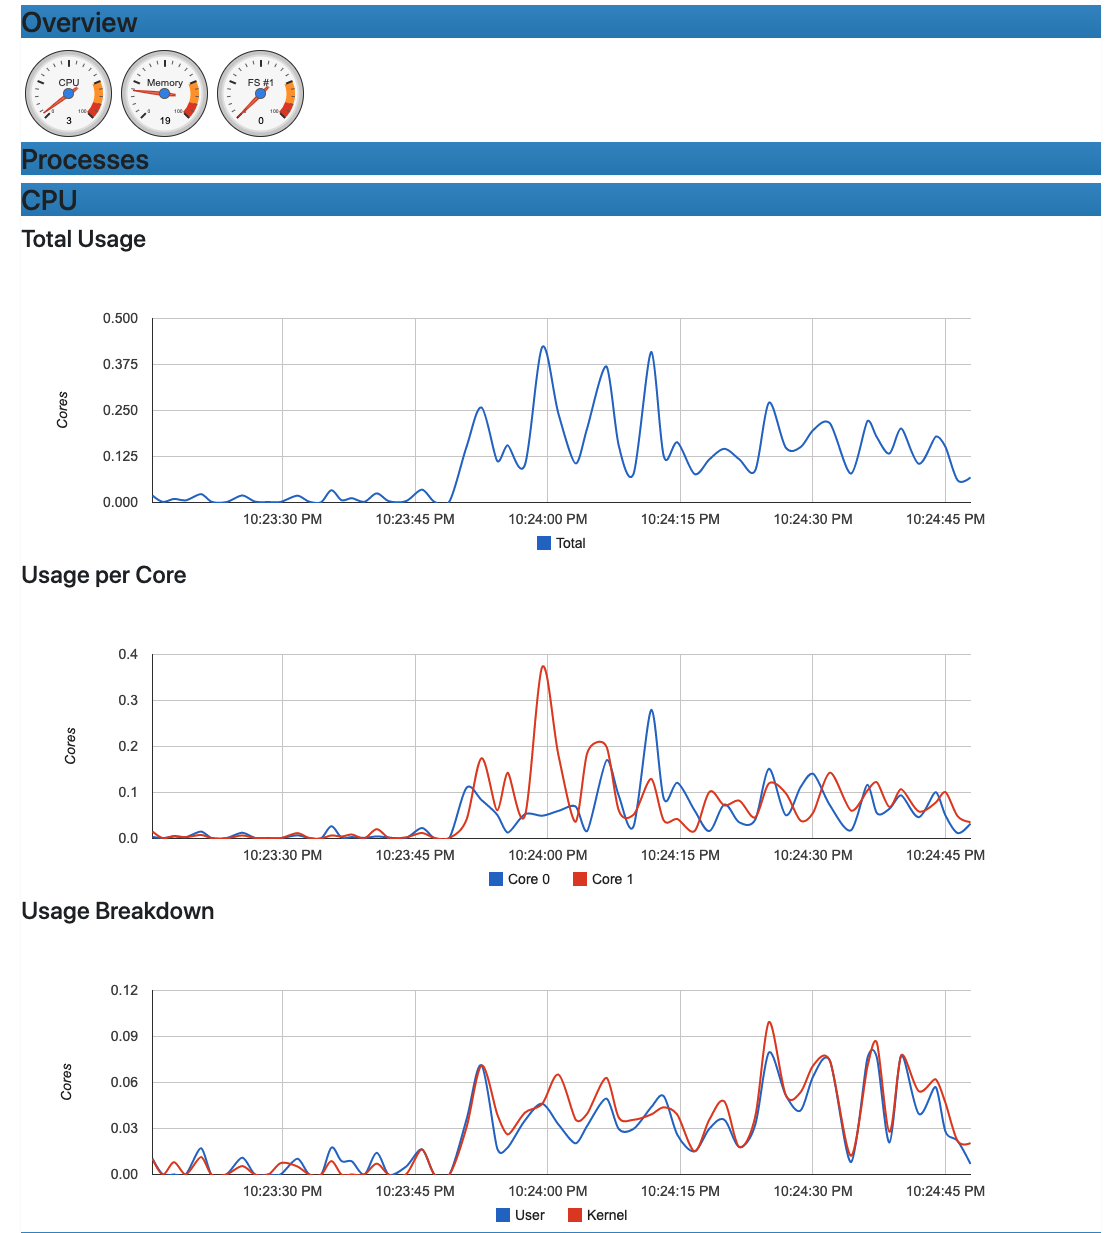 Overview
CPU Memory FS #1
0 100 0 100 0 100
3 19 0
Processes
CPU
Total Usage
0.500
0.375
0.250
0.125
0.000
Cores
10:23:30 PM 10:23:45 PM 10:24:00 PM 10:24:15 PM 10:24:30 PM 10:24:45 PM
Total
Usage per Core
0.4
0.3
0.2
0.1
0.0
Cores
10:23:30 PM 10:23:45 PM 10:24:00 PM 10:24:15 PM 10:24:30 PM 10:24:45 PM
Core 0 Core 1
Usage Breakdown
0.12
0.09
0.06
0.03
0.00
Cores
10:23:30 PM 10:23:45 PM 10:24:00 PM 10:24:15 PM 10:24:30 PM 10:24:45 PM
User Kernel